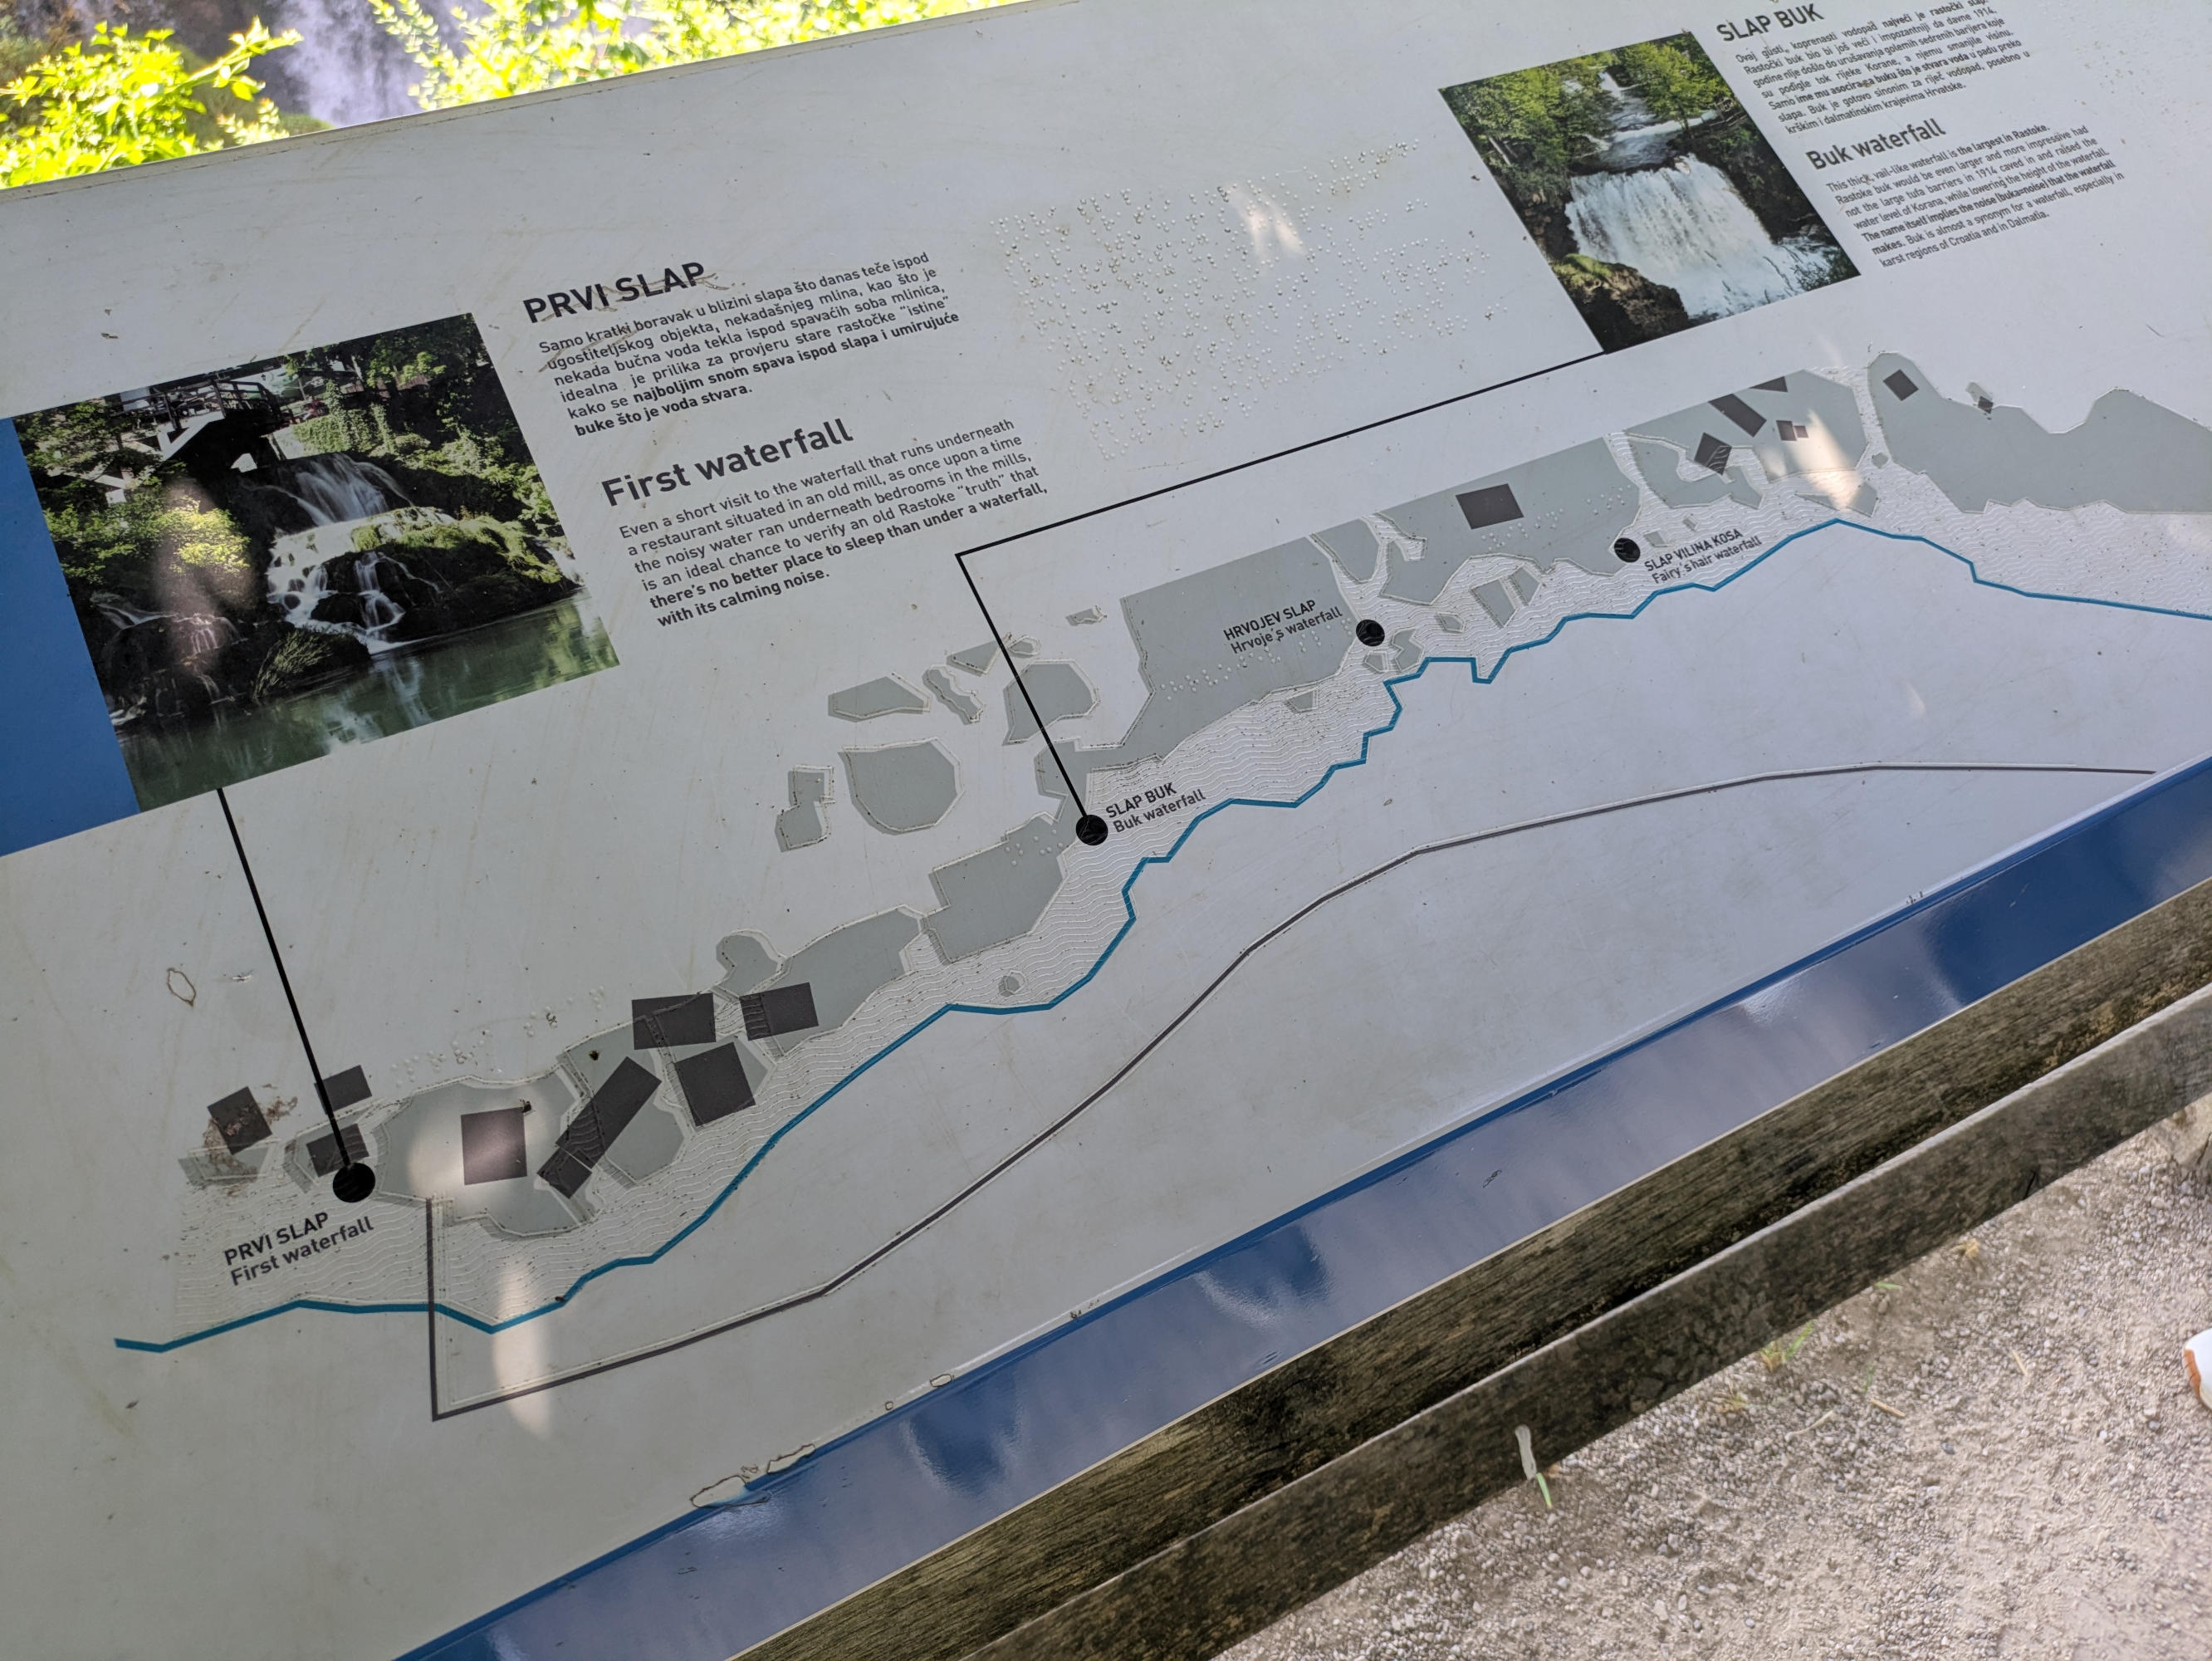 PRVI SLAP
Samo kratki boravak u blizini slapa što danas teče ispod
ugostiteljskog objekta, nekadašnjeg mlina, kao što je
nekada bučna voda tekla ispod spavaćih soba mlinica,
idealna je prilika za provjeru stare rastočke "istine"
kako se najboljim snom spava ispod slapa i umirujuće
buke što je voda stvara.
First waterfall
Even a short visit to the waterfall that runs underneath
a restaurant situated in an old mill, as once upon a time
the noisy water ran underneath bedrooms in the mills,
is an ideal chance to verify an old Rastoke "truth" that
there's no better place to sleep than under a waterfall,
with its calming noise.
SLAP BUK
Ovaj gusti, koprenasti vodopad najveći je rastočki slap.
Rastočki buk bio bi još veći i impozantniji da davne 1914.
godine nije došlo do urušavanja golemih sedrenih barijera koje
su podigle tok rijeke Korane, a njemu smanjile visinu.
Samo ime mu asocira na buku što je stvara voda u padu preko
slapa. Buk je gotovo sinonim za riječ vodopad, posebno u
krškim i dalmatinskim krajevima Hrvatske.
Buk waterfall
This thick, vail-like waterfall is the largest in Rastoke.
Rastoke buk would be even larger and more impressive had
not the large tufa barriers in 1914 caved in and raised the
water level of Korana, while lowering the height of the waterfall.
The name itself implies the noise (buka=noise) that the waterfall
makes. Buk is almost a synonym for a waterfall, especially in
karst regions of Croatia and in Dalmatia.
SLAP VILINA KOSA
Fairy's hair waterfall
HRVOJEV SLAP
Hrvoje's waterfall
SLAP BUK
Buk waterfall
PRVI SLAP
First waterfall